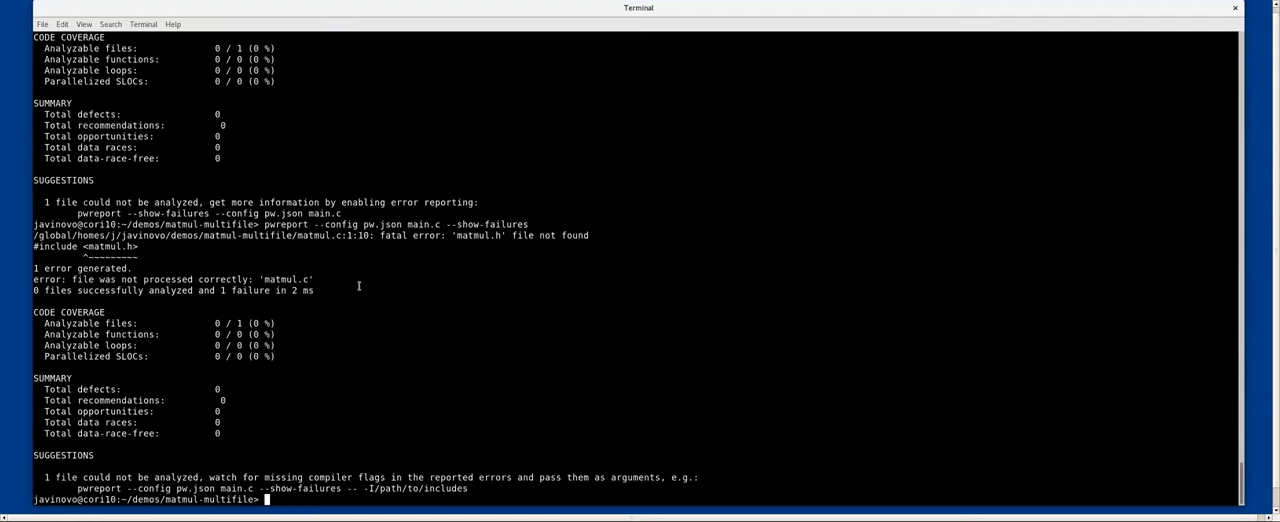 Terminal
×
File Edit View Search Terminal Help
CODE COVERAGE
Analyzable files: 0 / 1 (0 %)
Analyzable functions: 0 / 0 (0 %)
Analyzable loops: 0 / 0 (0 %)
Parallelized SLOCs: 0 / 0 (0 %)
SUMMARY
Total defects: 0
Total recommendations: 0
Total opportunities: 0
Total data races: 0
Total data-race-free: 0
SUGGESTIONS
1 file could not be analyzed, get more information by enabling error reporting:
pwreport --show-failures --config pw.json main.c
javinovo@cori10:~/demos/matmul-multifile> pwreport --config pw.json main.c --show-failures
/global/homes/j/javinovo/demos/matmul-multifile/matmul.c:1:10: fatal error: 'matmul.h' file not found
#include <matmul.h>
^~~~~~~~~~
1 error generated.
error: file was not processed correctly: 'matmul.c'
0 files successfully analyzed and 1 failure in 2 ms
CODE COVERAGE
Analyzable files: 0 / 1 (0 %)
Analyzable functions: 0 / 0 (0 %)
Analyzable loops: 0 / 0 (0 %)
Parallelized SLOCs: 0 / 0 (0 %)
SUMMARY
Total defects: 0
Total recommendations: 0
Total opportunities: 0
Total data races: 0
Total data-race-free: 0
SUGGESTIONS
1 file could not be analyzed, watch for missing compiler flags in the reported errors and pass them as arguments, e.g.:
pwreport --config pw.json main.c --show-failures -- -I/path/to/includes
javinovo@cori10:~/demos/matmul-multifile>